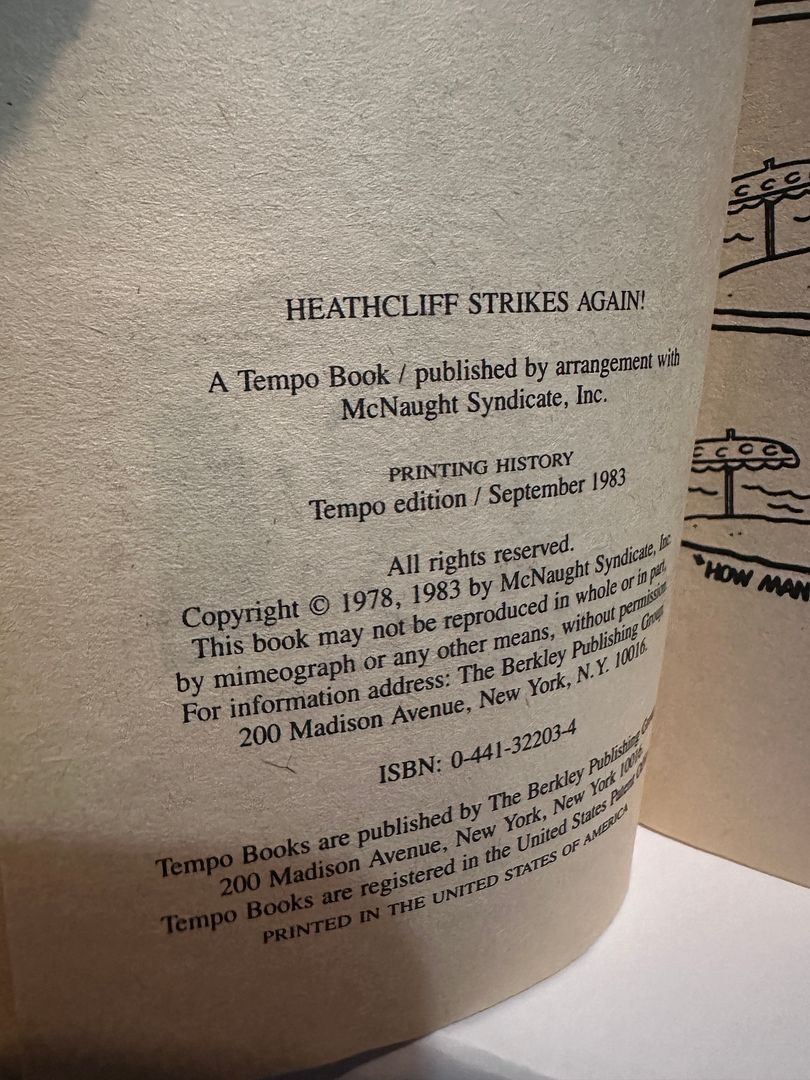 HEATHCLIFF STRIKES AGAIN!
A Tempo Book / published by arrangement with
McNaught Syndicate, Inc.
PRINTING HISTORY
Tempo edition / September 1983
All rights reserved.
Copyright © 1978, 1983 by McNaught Syndicate, Inc.
This book may not be reproduced in whole or in part,
by mimeograph or any other means, without permission.
For information address: The Berkley Publishing Group,
200 Madison Avenue, New York, N.Y. 10016.
ISBN: 0-441-32203-4
Tempo Books are published by The Berkley Publishing Group,
200 Madison Avenue, New York, New York 10016.
Tempo Books are registered in the United States Patent
PRINTED IN THE UNITED STATES OF AMERICA
"HOW